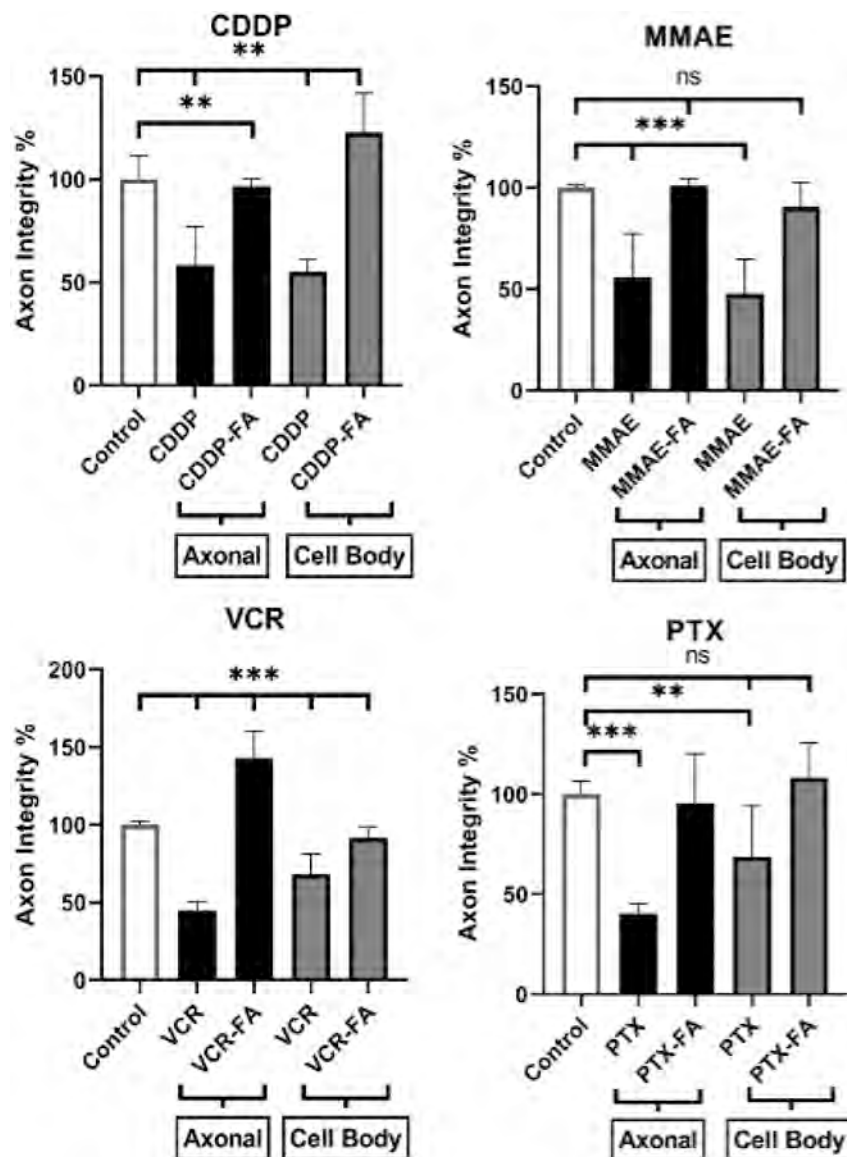 CDDP
**
**
150
100
50
0
Axon Integrity %
Control
CDDP
CDDP-FA
CDDP
CDDP-FA
Axonal
Cell Body
MMAE
ns
***
150
100
50
0
Axon Integrity %
Control
MMAE
MMAE-FA
MMAE
MMAE-FA
Axonal
Cell Body
VCR
***
200
150
100
50
0
Axon Integrity %
Control
VCR
VCR-FA
VCR
VCR-FA
Axonal
Cell Body
PTX
ns
**
***
150
100
50
0
Axon Integrity %
Control
PTX
PTX-FA
PTX
PTX-FA
Axonal
Cell Body